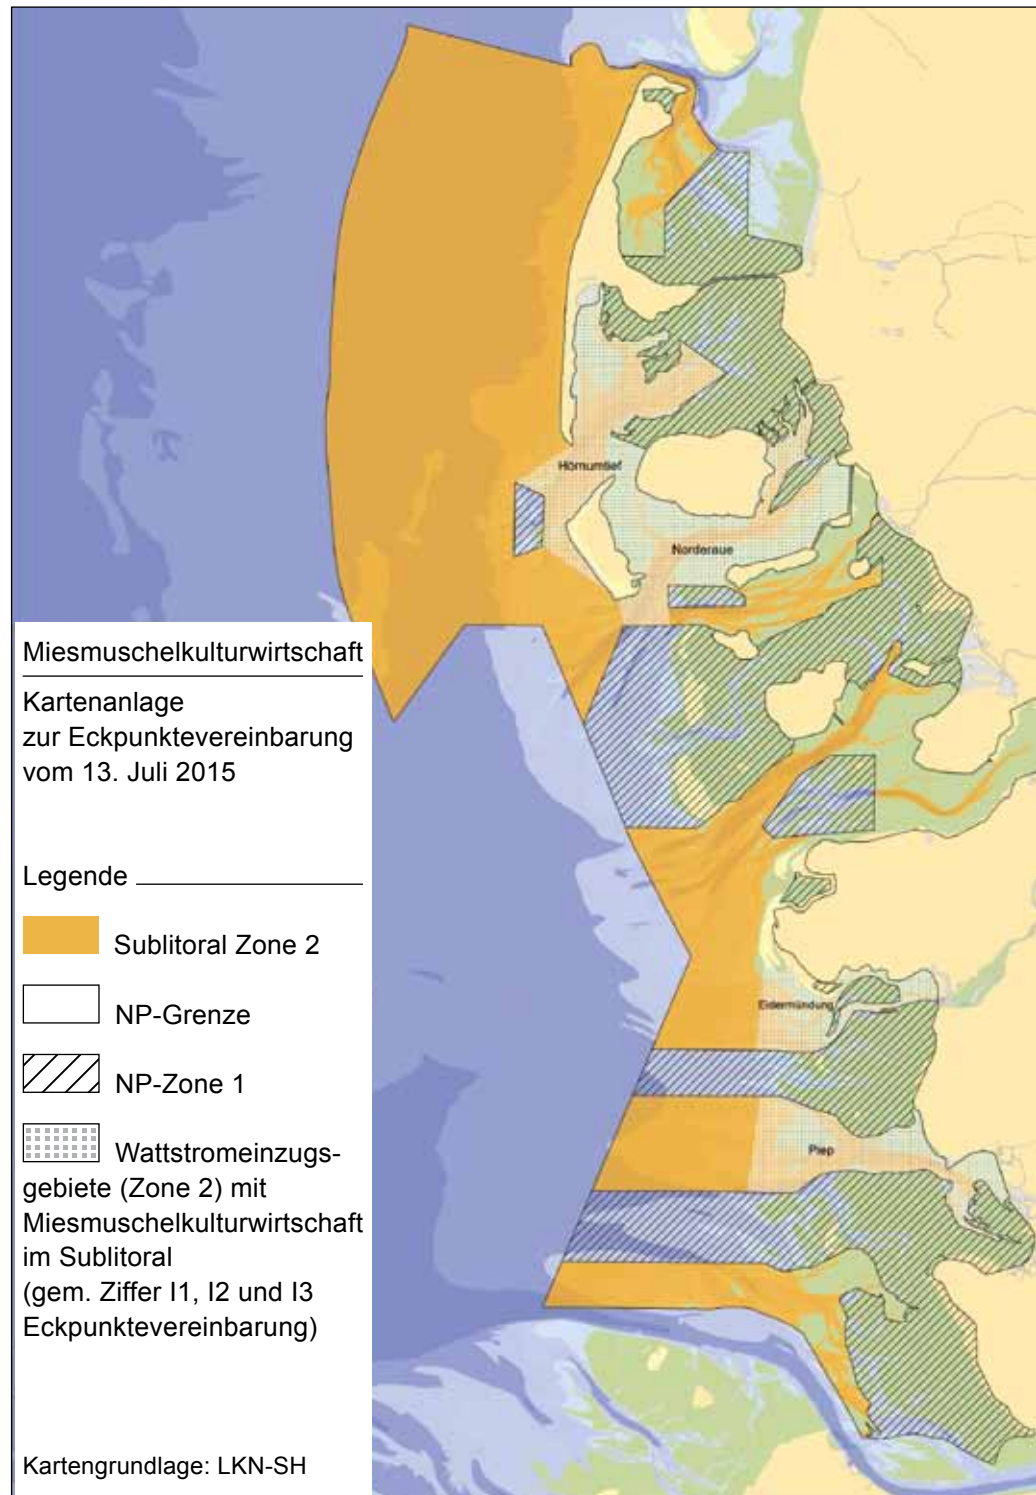 Hörnumtief
Norderaue
Miesmuschelkulturwirtschaft
Kartenanlage
zur Eckpunktevereinbarung
vom 13. Juli 2015
Legende
Sublitoral Zone 2
NP-Grenze
NP-Zone 1
Wattstromeinzugs-
gebiete (Zone 2) mit
Miesmuschelkulturwirtschaft
im Sublitoral
(gem. Ziffer I1, I2 und I3
Eckpunktevereinbarung)
Eidermündung
Piep
Kartengrundlage: LKN-SH